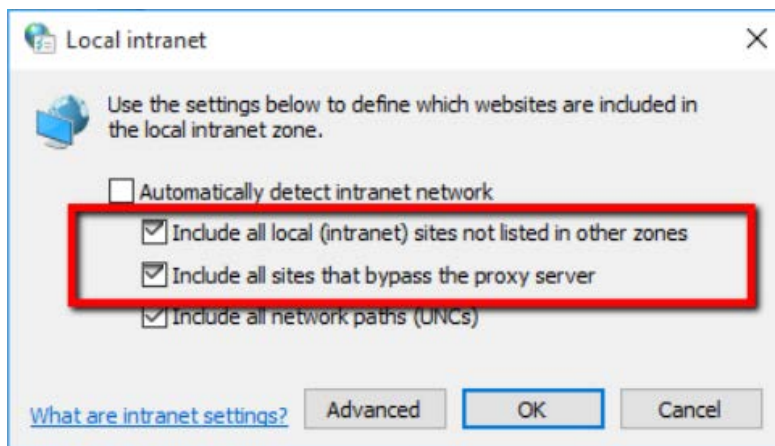 Local intranet
Use the settings below to define which websites are included in
the local intranet zone.
Automatically detect intranet network
Include all local (intranet) sites not listed in other zones
Include all sites that bypass the proxy server
Include all network paths (UNCs)
What are intranet settings?
Advanced
OK
Cancel